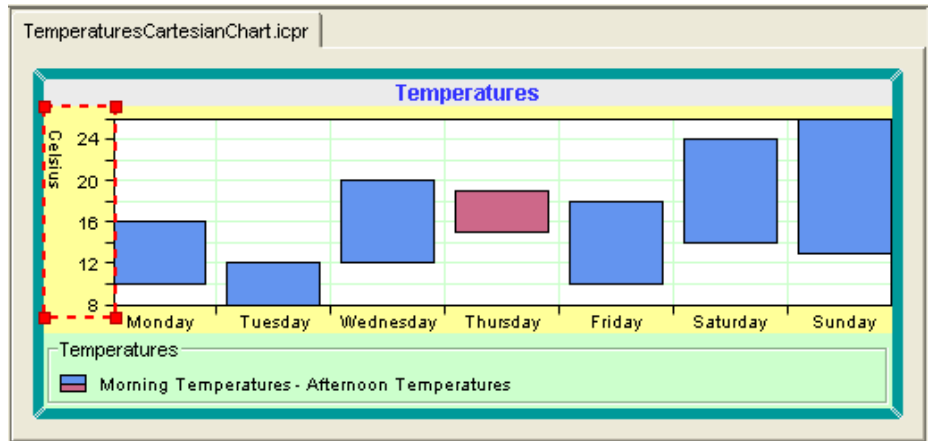 TemperaturesCartesianChart.icpr
Temperatures
Celsius
24
20
16
12
8
Monday Tuesday Wednesday Thursday Friday Saturday Sunday
Temperatures
Morning Temperatures - Afternoon Temperatures